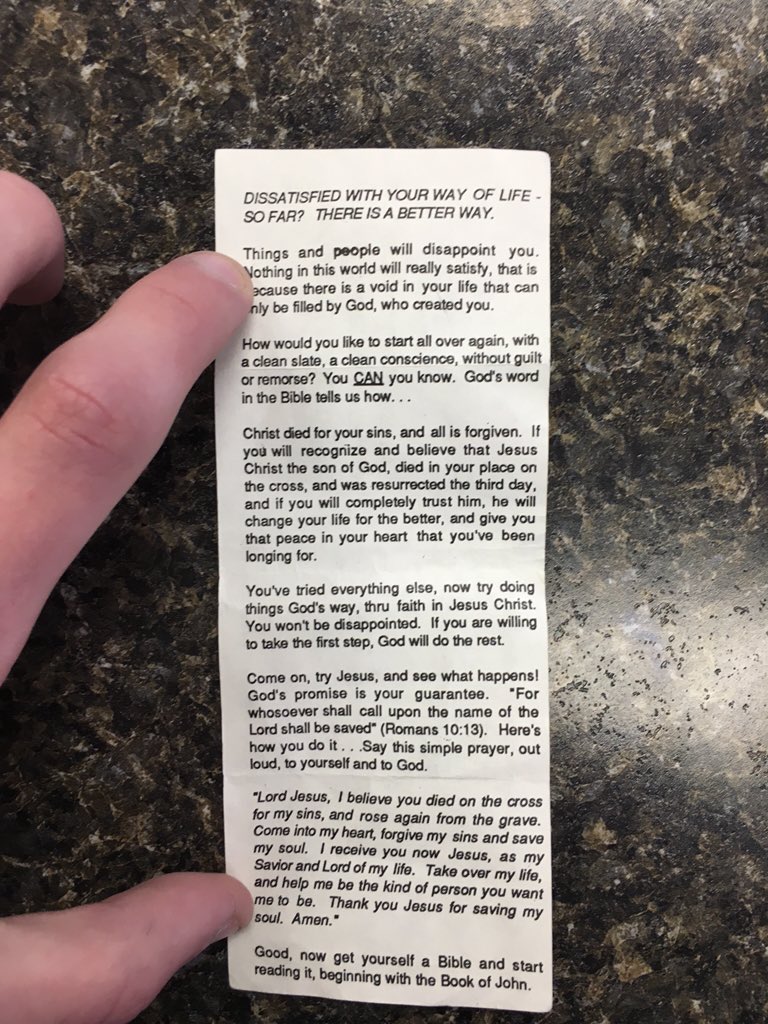 DISSATISFIED WITH YOUR WAY OF LIFE -
SO FAR? THERE IS A BETTER WAY.
Things and people will disappoint you.
Nothing in this world will really satisfy, that is
ecause there is a void in your life that can
nly be filled by God, who created you.
How would you like to start all over again, with
a clean slate, a clean conscience, without guilt
or remorse? You CAN you know. God's word
in the Bible tells us how...
Christ died for your sins, and all is forgiven. If
you will recognize and believe that Jesus
Christ the son of God, died in your place on
the cross, and was resurrected the third day,
and if you will completely trust him, he will
change your life for the better, and give you
that peace in your heart that you've been
longing for.
You've tried everything else, now try doing
things God's way, thru faith in Jesus Christ.
You won't be disappointed. If you are willing
to take the first step, God will do the rest.
Come on, try Jesus, and see what happens!
God's promise is your guarantee. "For
whosoever shall call upon the name of the
Lord shall be saved" (Romans 10:13). Here's
how you do it...Say this simple prayer, out
loud, to yourself and to God.
"Lord Jesus, I believe you died on the cross
for my sins, and rose again from the grave.
Come into my heart, forgive my sins and save
my soul. I receive you now Jesus, as my
Savior and Lord of my life. Take over my life,
and help me be the kind of person you want
me to be. Thank you Jesus for saving my
soul. Amen."
Good, now get yourself a Bible and start
reading it, beginning with the Book of John.